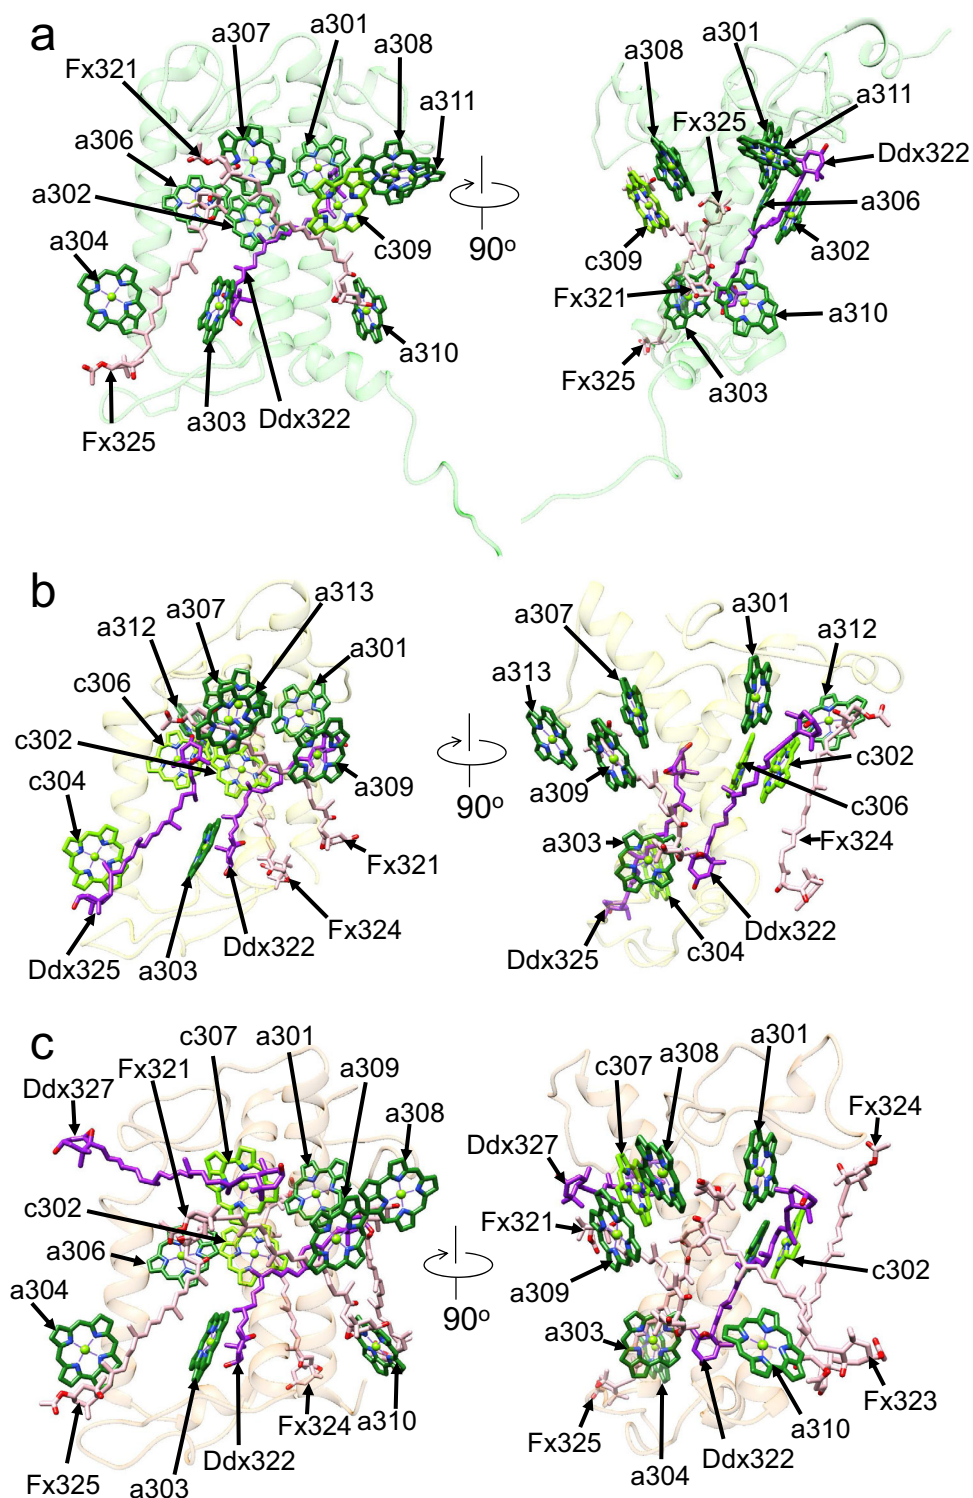 a
a307
a301
a308
Fx321
a311
a306
a302
a304
c309
90o
a310
a303
Ddx322
Fx325
a301
a308
a311
Fx325
Ddx322
a306
a302
c309
Fx321
a310
Fx325
a303
b
a307
a313
a312
a301
c306
c302
c304
a309
90o
Fx321
Fx324
Ddx322
Ddx325
a303
a301
a307
a312
a313
c302
a309
c306
a303
Fx324
Ddx322
Ddx325
c304
c
c307
a301
Fx321
a309
Ddx327
a308
c302
a306
a304
90o
Fx324
a310
Ddx322
Fx325
a303
a301
a308
c307
Fx324
Ddx327
Fx321
c302
a309
a303
Fx323
a310
Fx325
Ddx322
a304